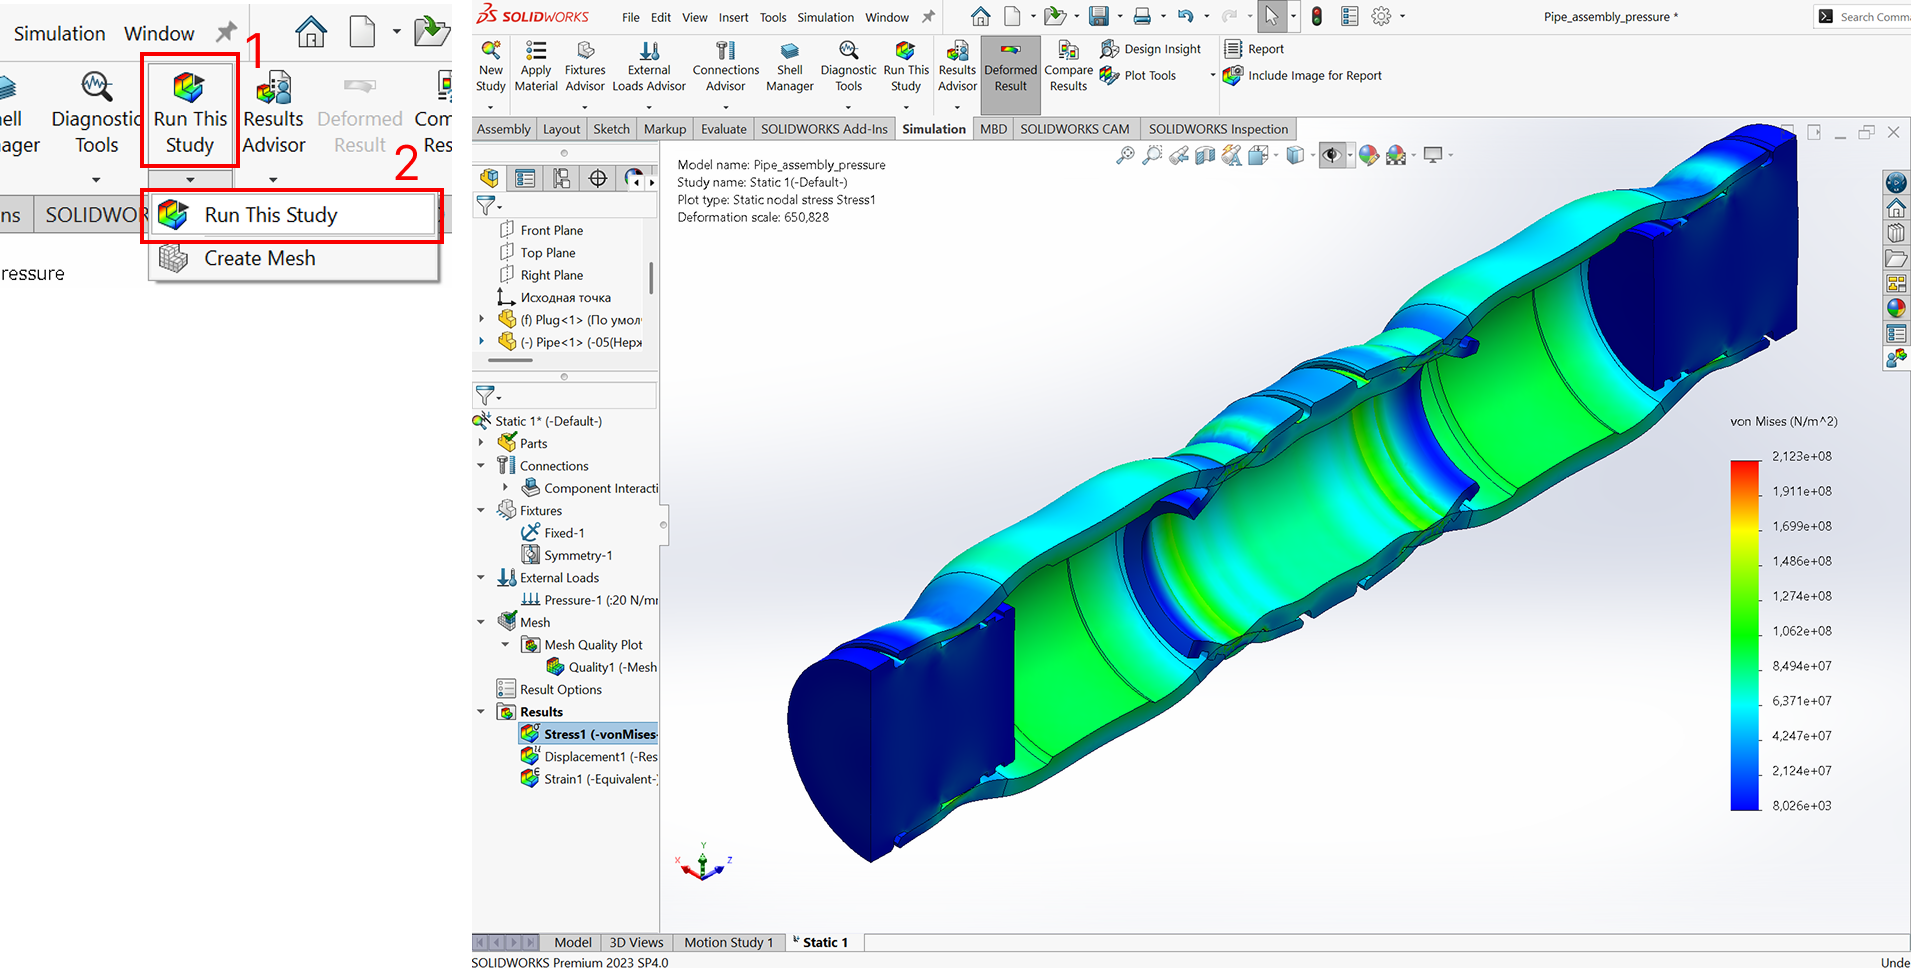 Simulation Window
1
Diagnostic Tools
Run This Study
Results Advisor
Deformed Result
2
SOLIDWOR
Run This Study
Create Mesh
ressure
SOLIDWORKS File Edit View Insert Tools Simulation Window
Pipe_assembly_pressure *
New Study
Apply Material
Fixtures Advisor
External Loads Advisor
Connections Advisor
Shell Manager
Diagnostic Tools
Run This Study
Results Advisor
Deformed Result
Compare Results
Design Insight
Plot Tools
Report
Include Image for Report
Assembly Layout Sketch Markup Evaluate SOLIDWORKS Add-Ins Simulation MBD SOLIDWORKS CAM SOLIDWORKS Inspection
Front Plane
Top Plane
Right Plane
Исходная точка
(f) Plug<1> (По умол
(-) Pipe<1> (-05(Нерж
Static 1* (-Default-)
Parts
Connections
Component Interacti
Fixtures
Fixed-1
Symmetry-1
External Loads
Pressure-1 (:20 N/m
Mesh
Mesh Quality Plot
Quality1 (-Mesh
Result Options
Results
Stress1 (-vonMises-
Displacement1 (-Res
Strain1 (-Equivalent-
Model name: Pipe_assembly_pressure
Study name: Static 1(-Default-)
Plot type: Static nodal stress Stress1
Deformation scale: 650,828
von Mises (N/m^2)
2,123e+08
1,911e+08
1,699e+08
1,486e+08
1,274e+08
1,062e+08
8,494e+07
6,371e+07
4,247e+07
2,124e+07
8,026e+03
Y
X
Z
Model 3D Views Motion Study 1 Static 1
SOLIDWORKS Premium 2023 SP4.0
Unde